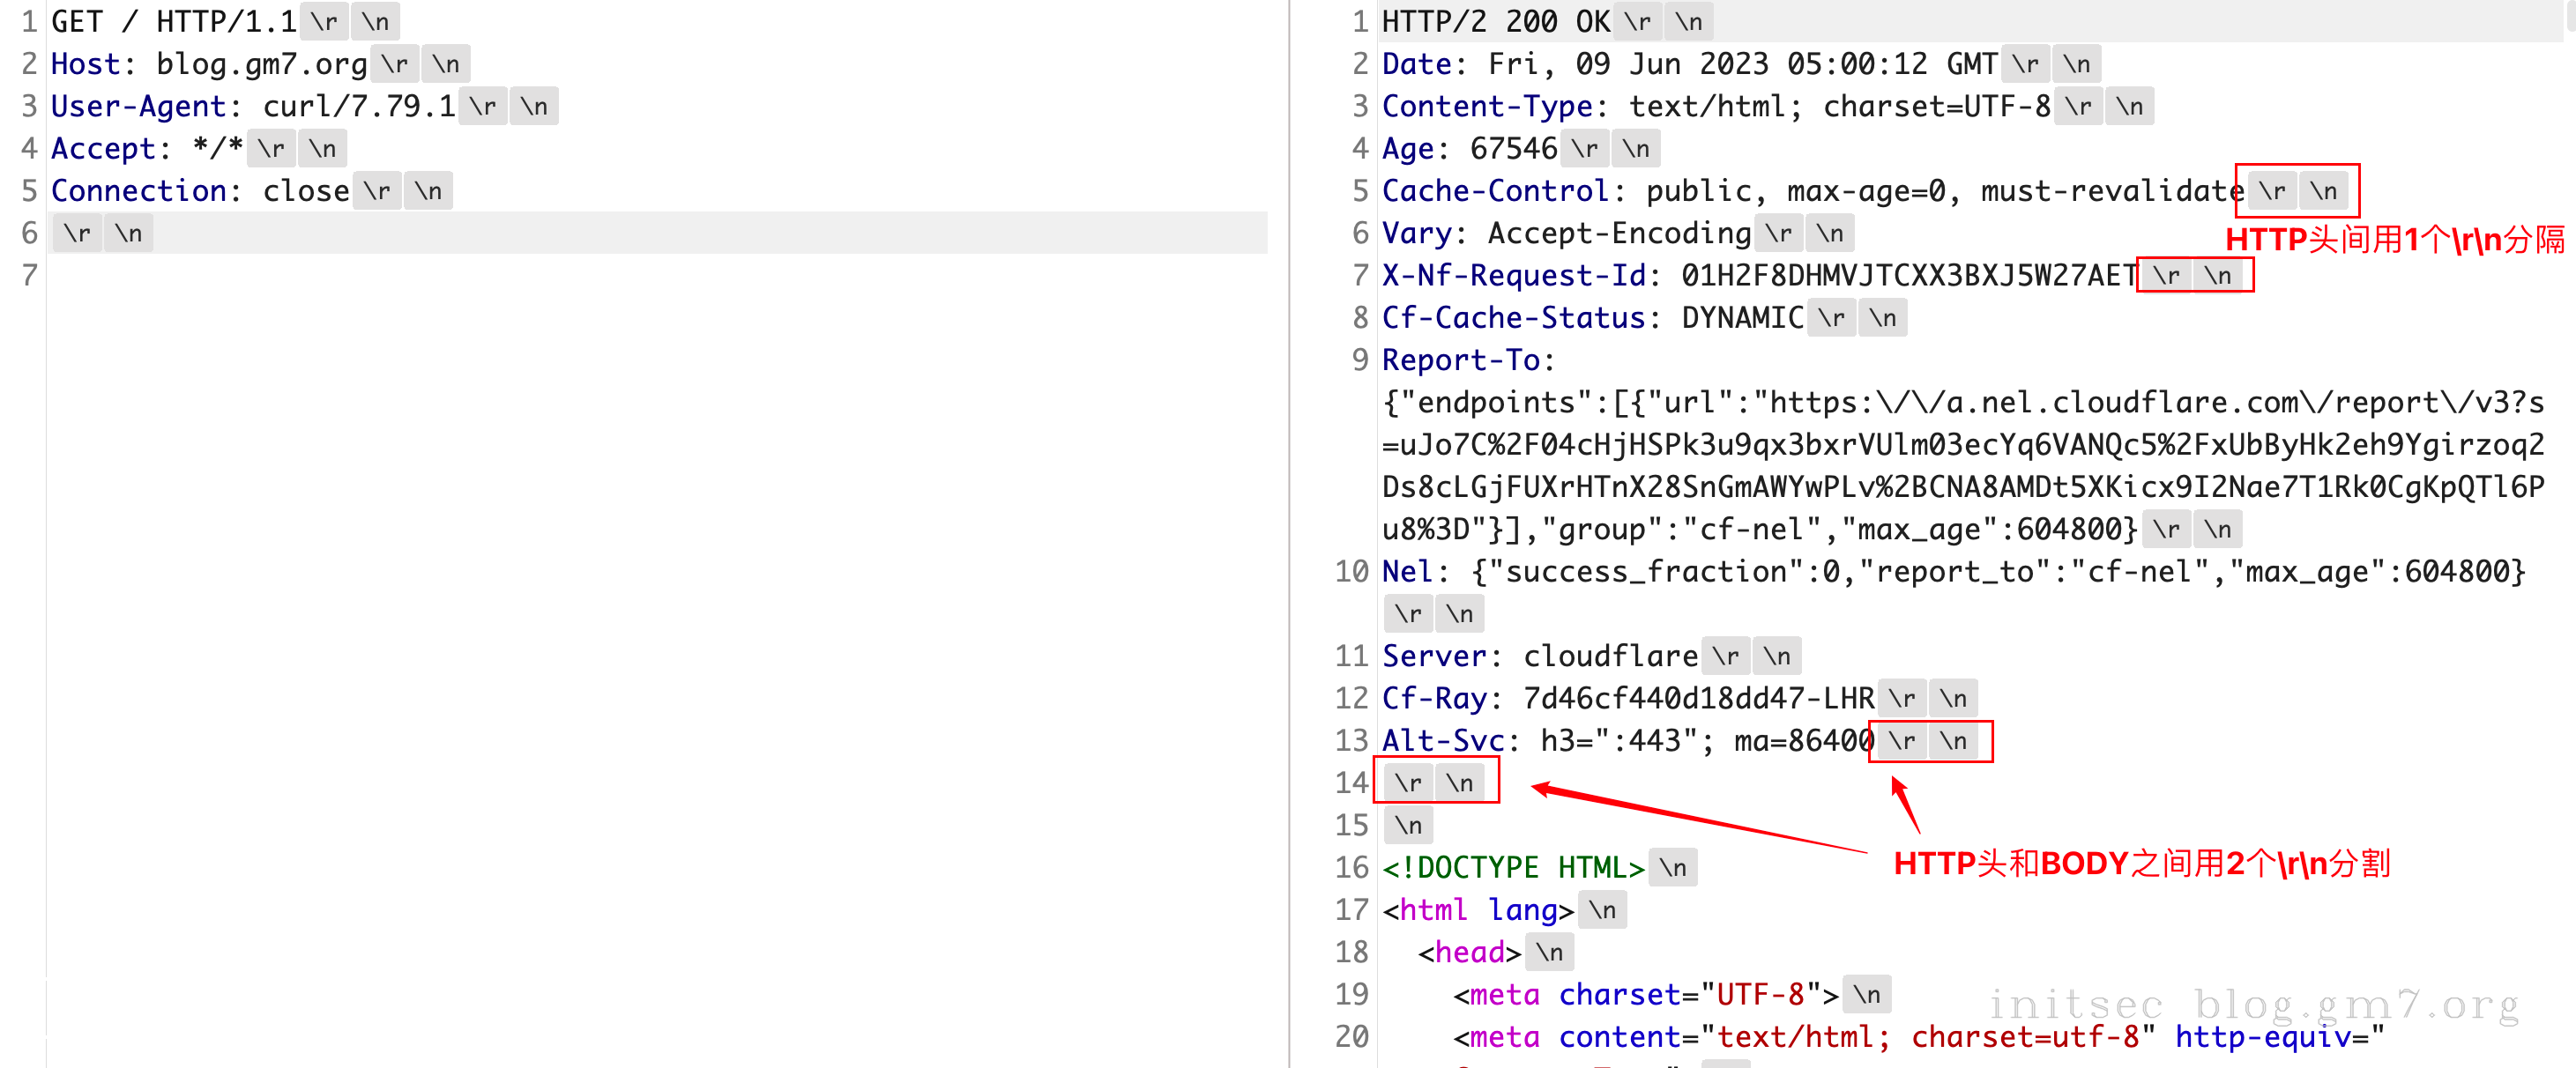 1 GET / HTTP/1.1 \r \n
2 Host: blog.gm7.org \r \n
3 User-Agent: curl/7.79.1 \r \n
4 Accept: */* \r \n
5 Connection: close \r \n
6 \r \n
7
1 HTTP/2 200 OK \r \n
2 Date: Fri, 09 Jun 2023 05:00:12 GMT \r \n
3 Content-Type: text/html; charset=UTF-8 \r \n
4 Age: 67546 \r \n
5 Cache-Control: public, max-age=0, must-revalidate \r \n
6 Vary: Accept-Encoding \r \n
HTTP头间用1个\r\n分隔
7 X-Nf-Request-Id: 01H2F8DHMVJTCXX3BXJ5W27AET \r \n
8 Cf-Cache-Status: DYNAMIC \r \n
9 Report-To:
{"endpoints":[{"url":"https:\/\/a.nel.cloudflare.com\/report\/v3?s
=uJo7C%2F04cHjHSPk3u9qx3bxrVUlm03ecYq6VANQc5%2FxUbByHk2eh9Ygirzoq2
Ds8cLGjFUXrHTnX28SnGmAWYwPLv%2BCNA8AMDt5XKicx9I2Nae7T1Rk0CgKpQTl6P
u8%3D"}],"group":"cf-nel","max_age":604800} \r \n
10 Nel: {"success_fraction":0,"report_to":"cf-nel","max_age":604800}
\r \n
11 Server: cloudflare \r \n
12 Cf-Ray: 7d46cf440d18dd47-LHR \r \n
13 Alt-Svc: h3=":443"; ma=86400 \r \n
14 \r \n
15 \n
HTTP头和BODY之间用2个\r\n分割
16 <!DOCTYPE HTML> \n
17 <html lang> \n
18 <head> \n
19 <meta charset="UTF-8"> \n
20 <meta content="text/html; charset=utf-8" http-equiv="
initsec blog.gm7.org